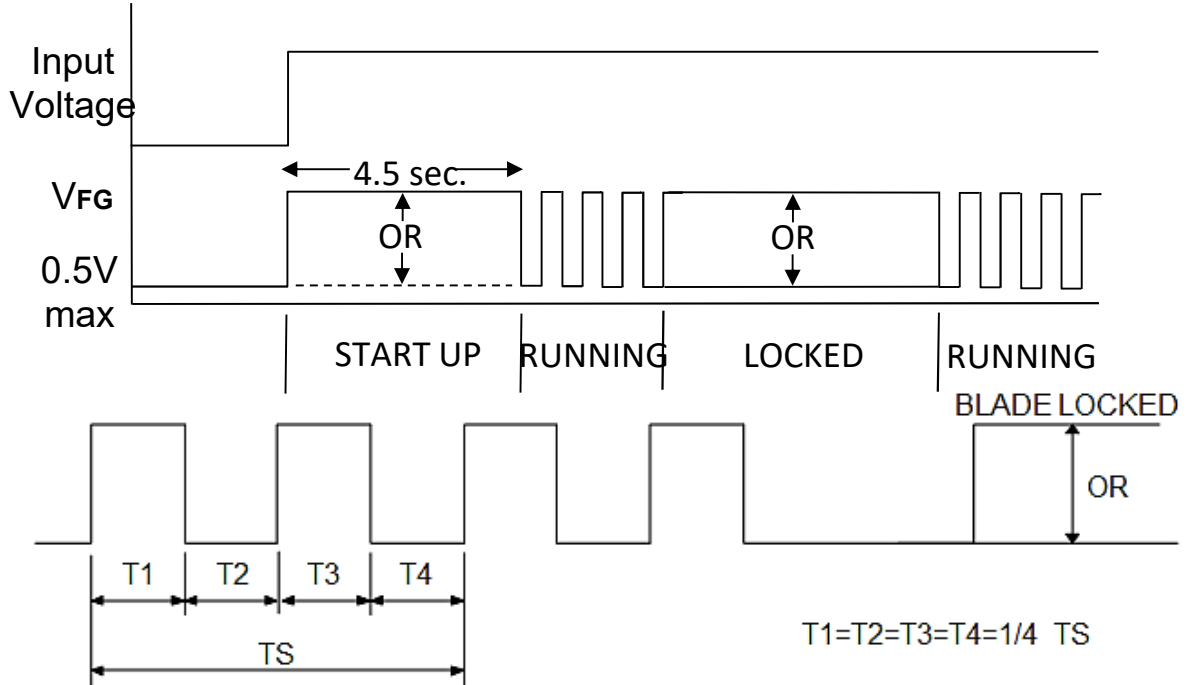 Input
Voltage
4.5 sec.
VFG
OR
OR
0.5V
max
START UP
RUNNING
LOCKED
RUNNING
BLADE LOCKED
OR
T1
T2
T3
T4
T1=T2=T3=T4=1/4 TS
TS